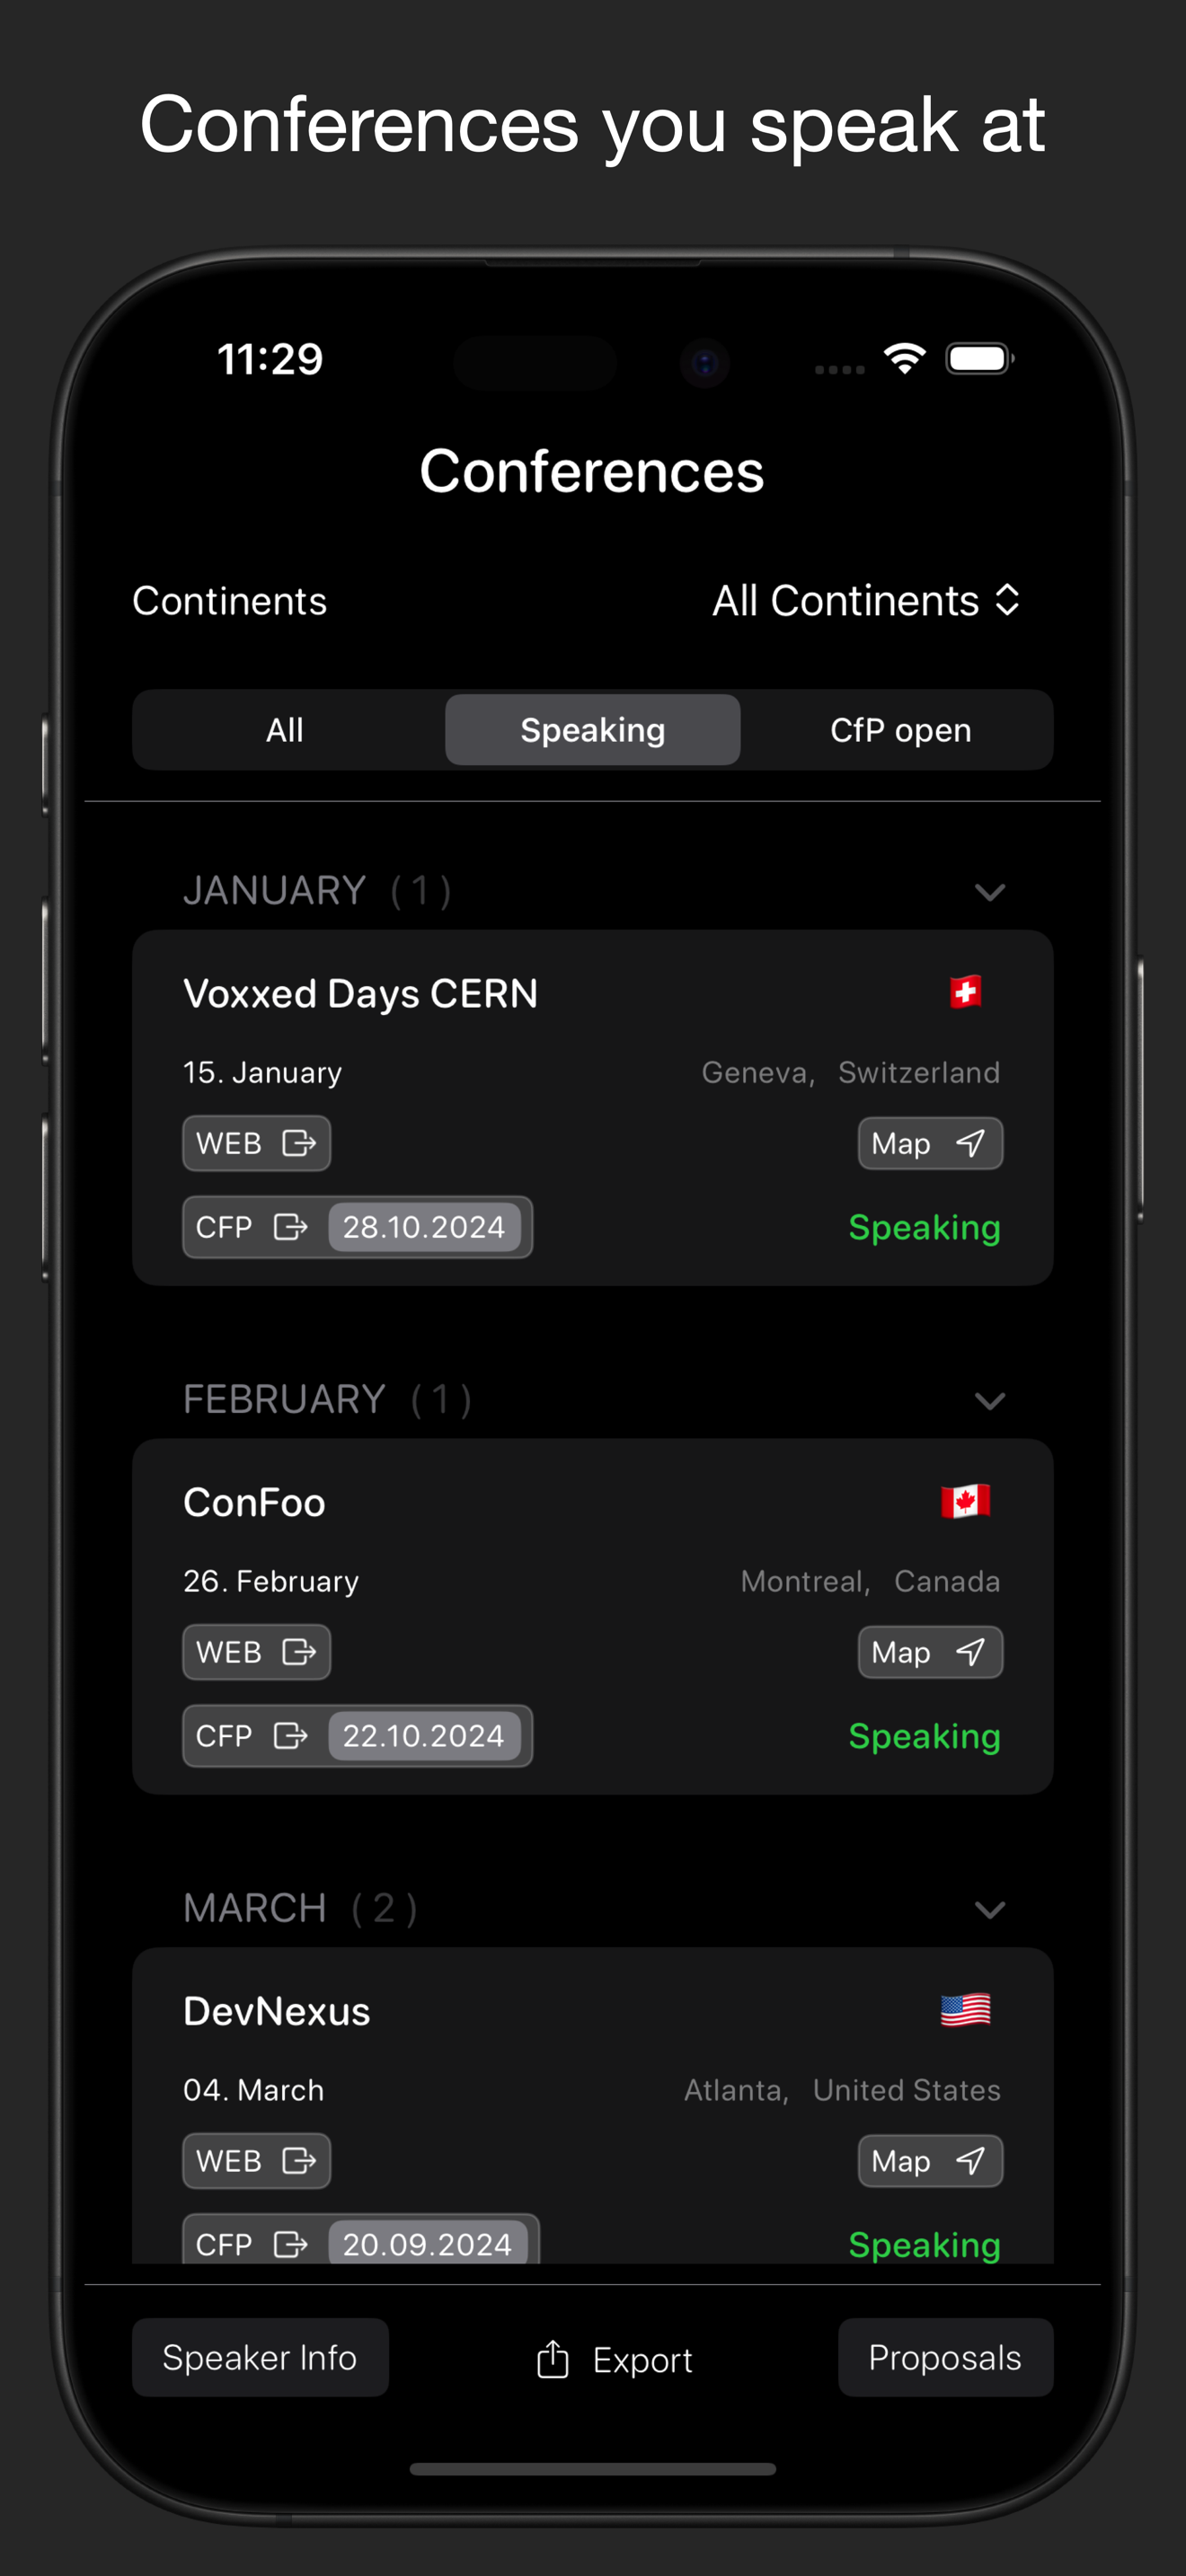 Conferences you speak at
11:29
Conferences
Continents All Continents
All Speaking CfP open
JANUARY (1)
Voxxed Days CERN
15. January Geneva, Switzerland
WEB Map
CFP 28.10.2024 Speaking
FEBRUARY (1)
ConFoo
26. February Montreal, Canada
WEB Map
CFP 22.10.2024 Speaking
MARCH (2)
DevNexus
04. March Atlanta, United States
WEB Map
CFP 20.09.2024 Speaking
Speaker Info Export Proposals